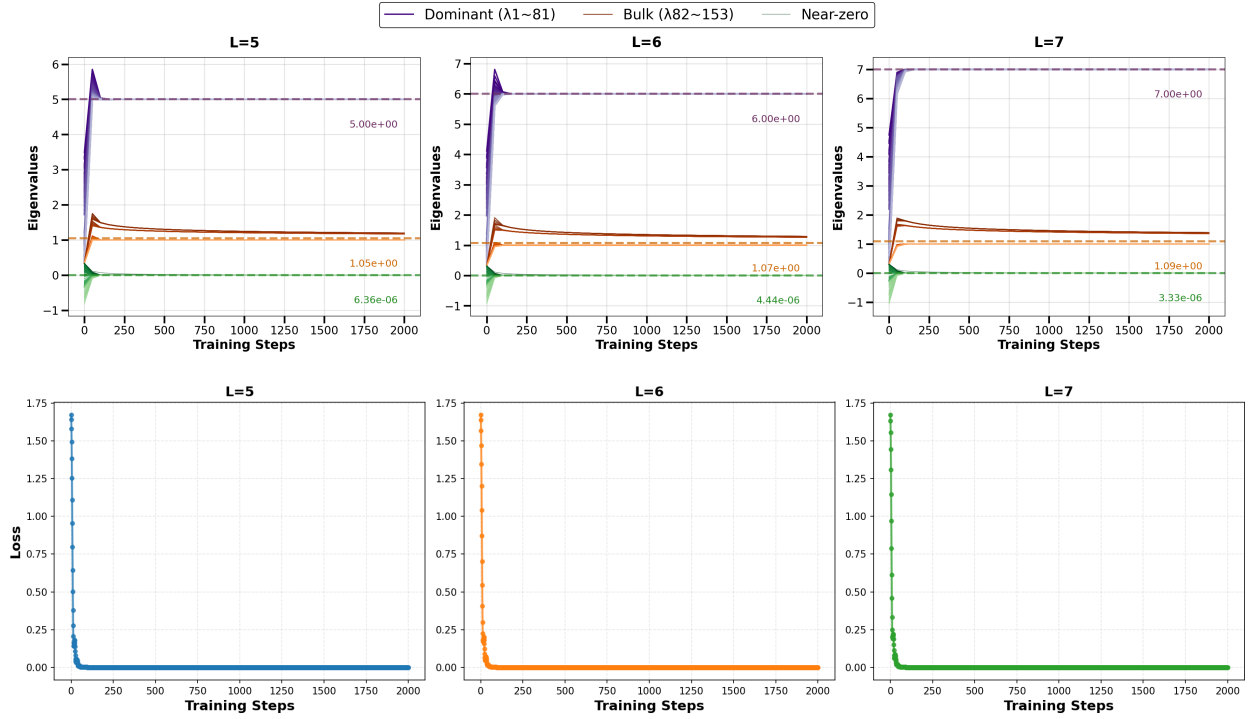 Dominant (λ1~81) Bulk (λ82~153) Near-zero
L=5 L=6 L=7
Eigenvalues
6
5
4
3
2
1
0
−1
5.00e+00
1.05e+00
6.36e-06
0 250 500 750 1000 1250 1500 1750 2000
Training Steps
Eigenvalues
7
6
5
4
3
2
1
0
−1
6.00e+00
1.07e+00
4.44e-06
0 250 500 750 1000 1250 1500 1750 2000
Training Steps
Eigenvalues
7
6
5
4
3
2
1
0
−1
7.00e+00
1.09e+00
3.33e-06
0 250 500 750 1000 1250 1500 1750 2000
Training Steps
L=5 L=6 L=7
Loss
1.75
1.50
1.25
1.00
0.75
0.50
0.25
0.00
0 250 500 750 1000 1250 1500 1750 2000
Training Steps
1.75
1.50
1.25
1.00
0.75
0.50
0.25
0.00
0 250 500 750 1000 1250 1500 1750 2000
Training Steps
1.75
1.50
1.25
1.00
0.75
0.50
0.25
0.00
0 250 500 750 1000 1250 1500 1750 2000
Training Steps